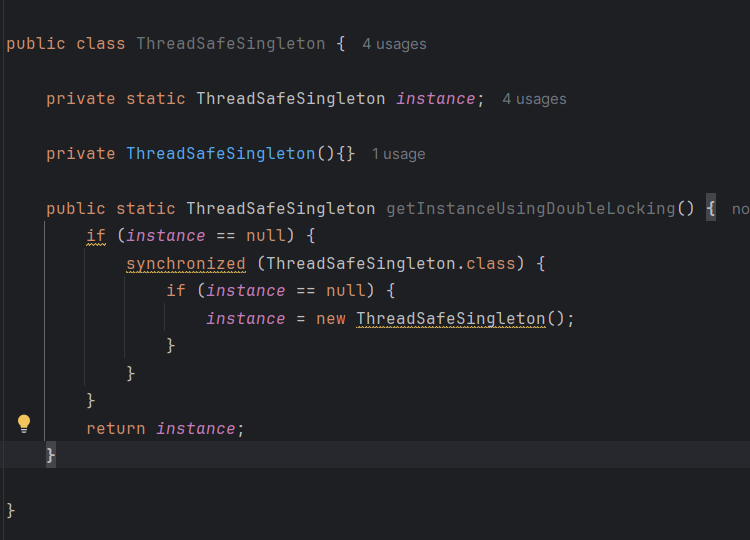 public class ThreadSafeSingleton { 4 usages
private static ThreadSafeSingleton instance; 4 usages
private ThreadSafeSingleton(){} 1 usage
public static ThreadSafeSingleton getInstanceUsingDoubleLocking() { no
if (instance == null) {
synchronized (ThreadSafeSingleton.class) {
if (instance == null) {
instance = new ThreadSafeSingleton();
}
}
}
return instance;
}
}